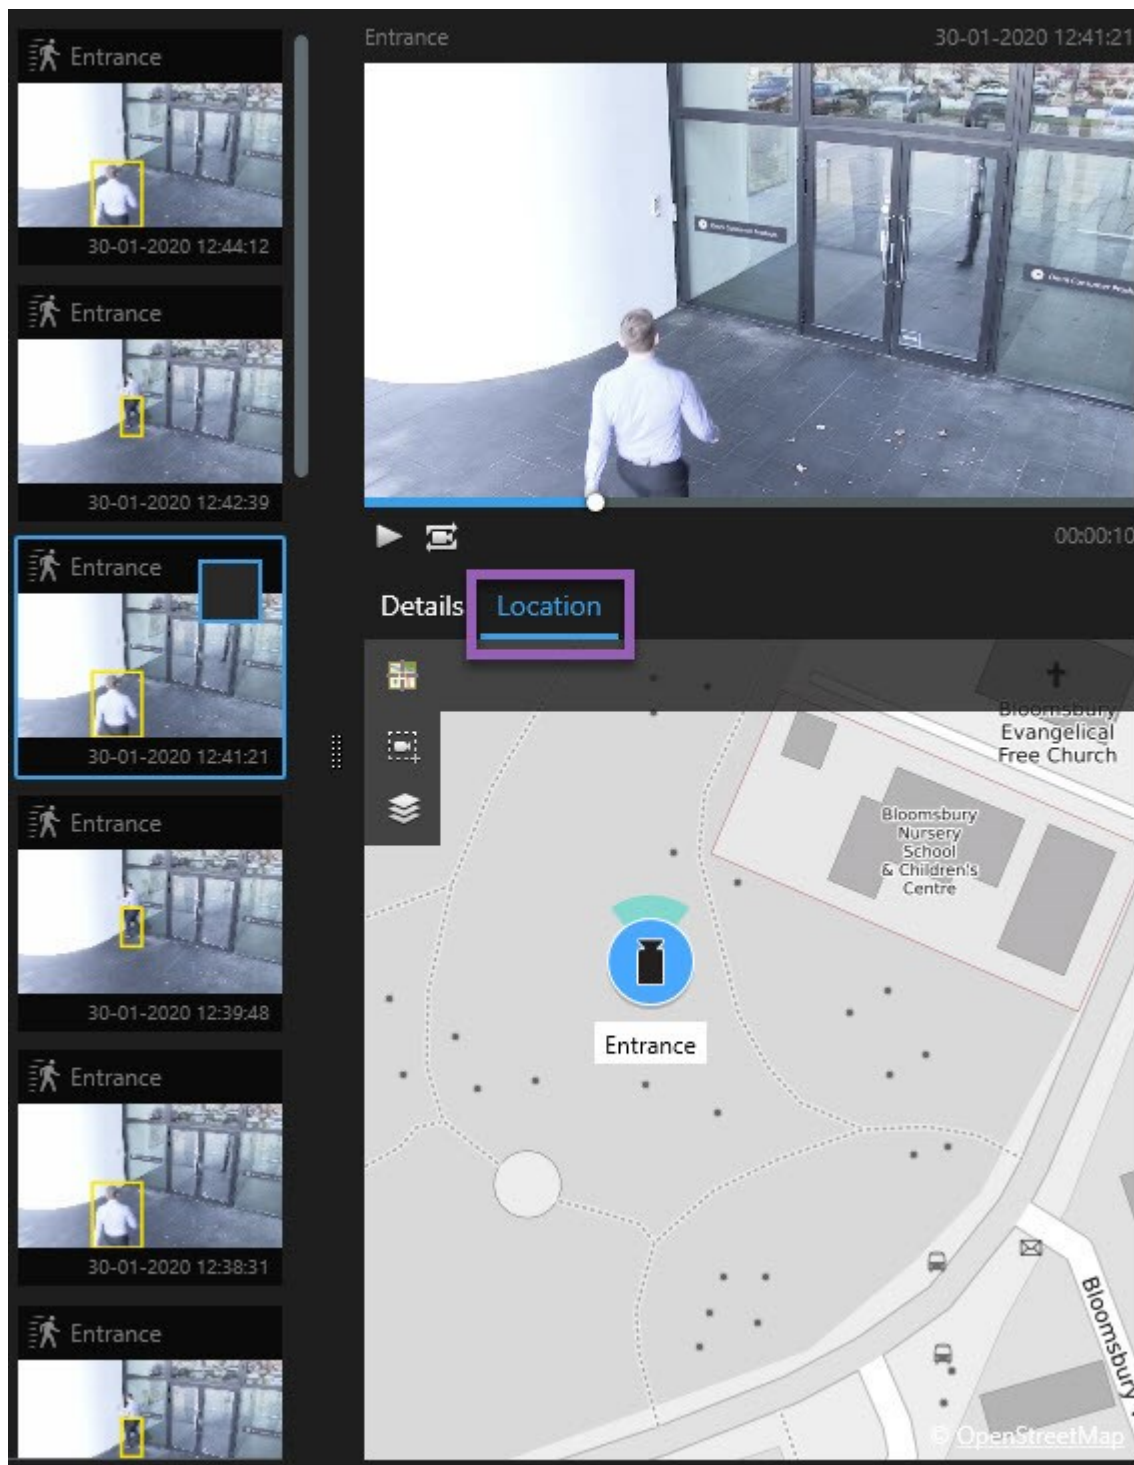 Entrance
30-01-2020 12:44:12
Entrance
30-01-2020 12:42:39
Entrance
30-01-2020 12:41:21
Entrance
30-01-2020 12:39:48
Entrance
30-01-2020 12:38:31
Entrance
Entrance 30-01-2020 12:41:21
00:00:10
Details Location
Bloomsbury
Evangelical
Free Church
Bloomsbury
Nursery
School
& Children's
Centre
Entrance
Bloomsbury
© OpenStreetMap